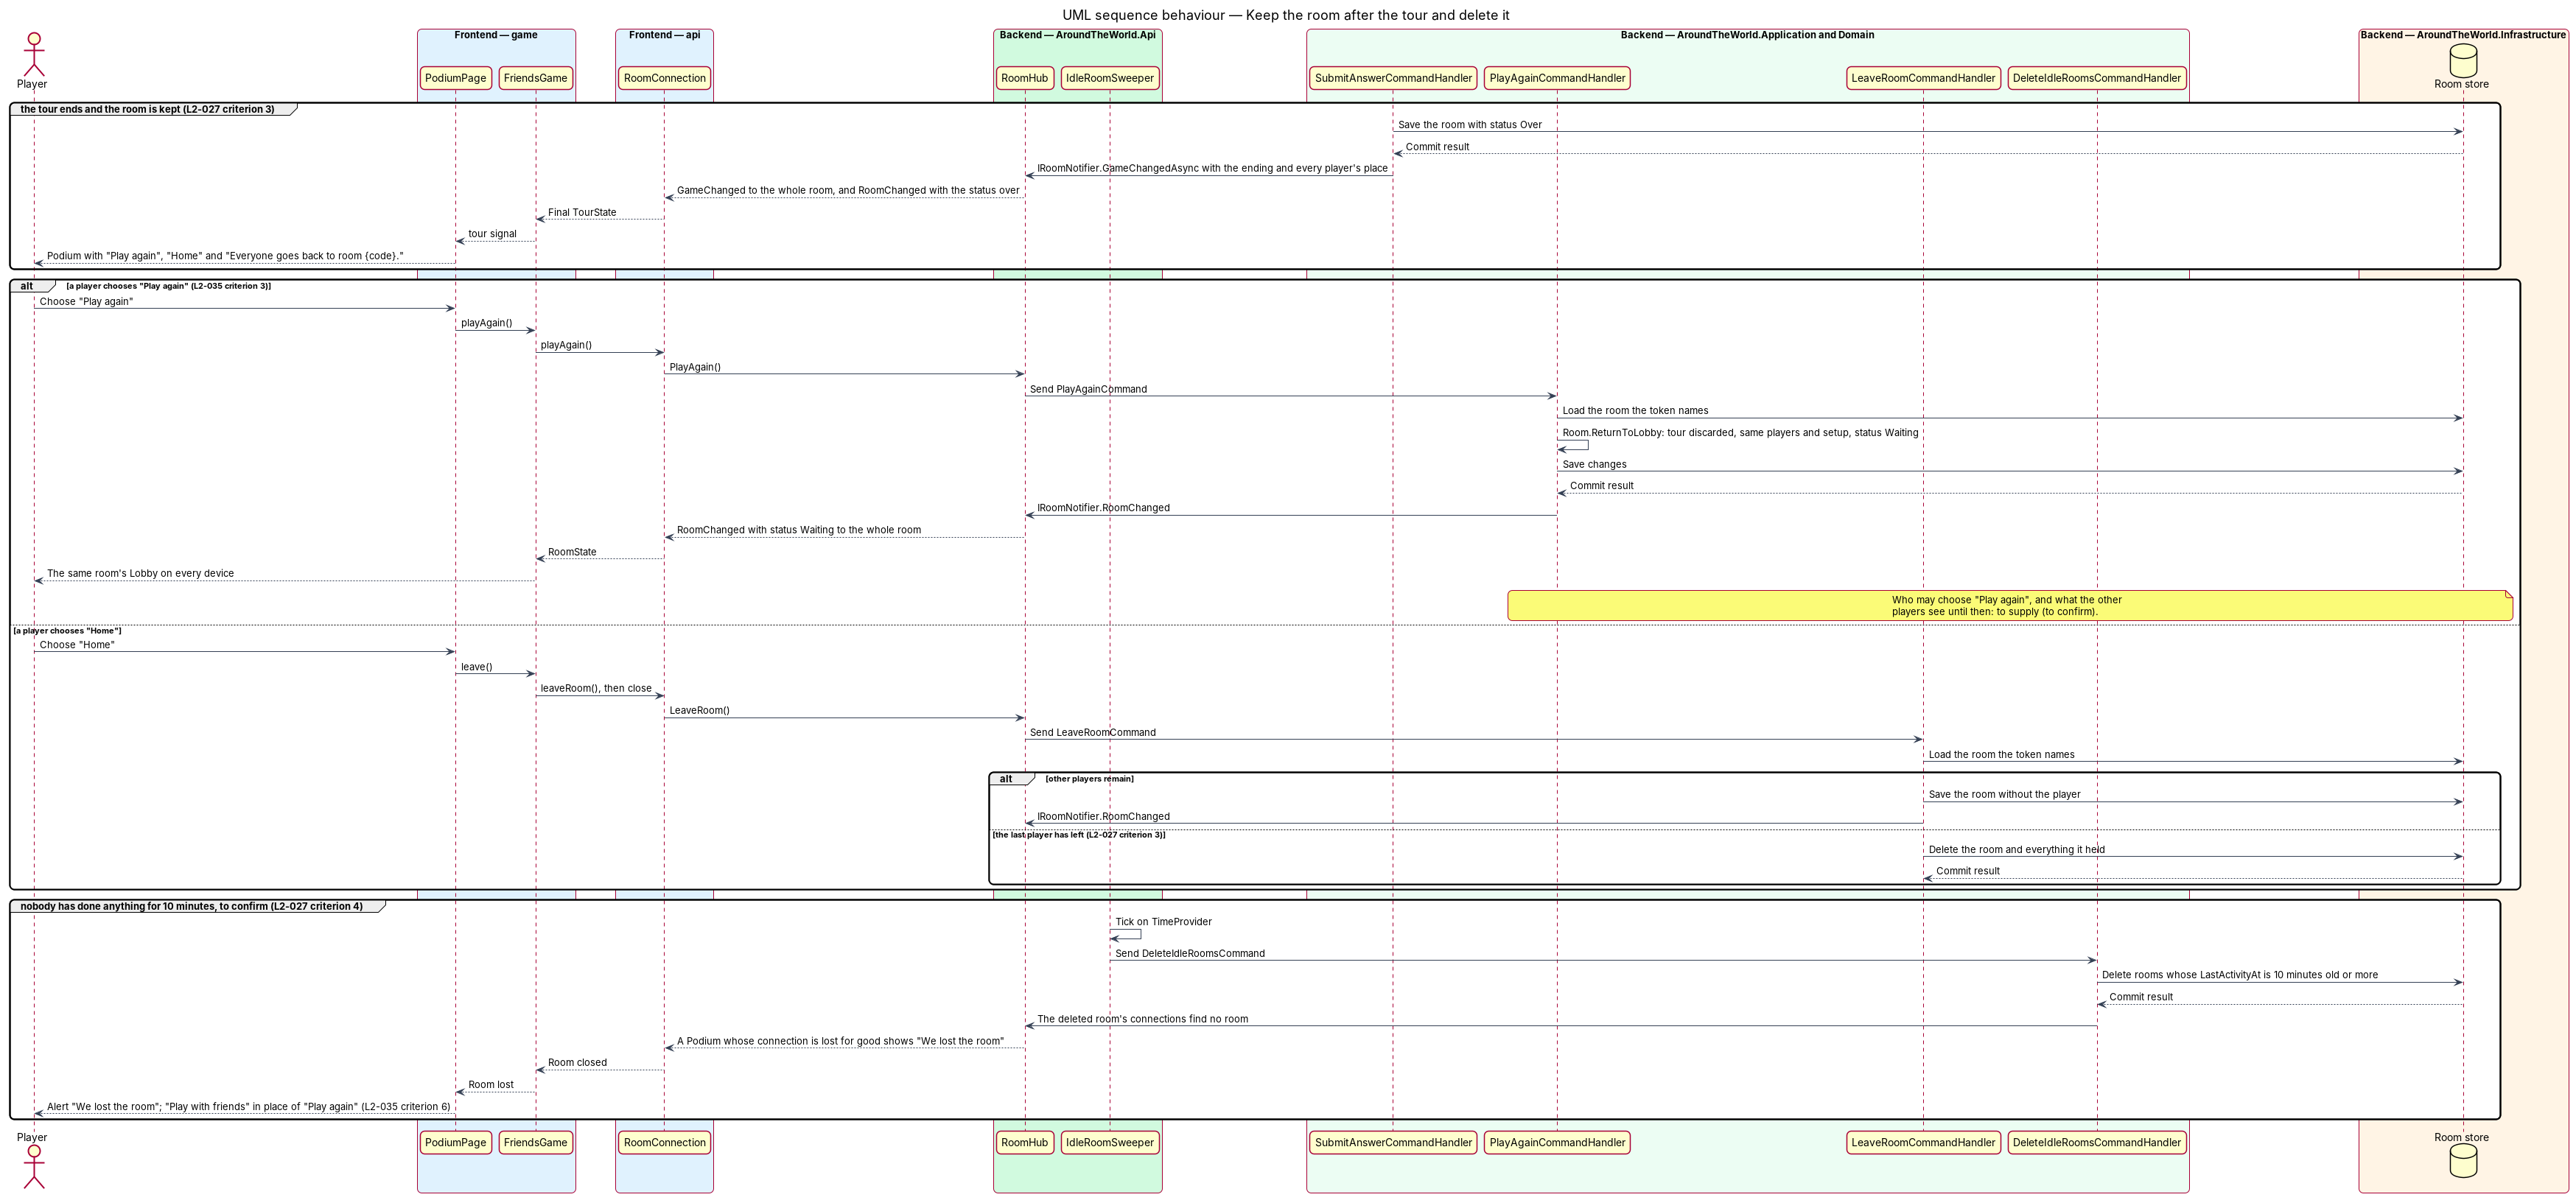 UML sequence behaviour — Keep the room after the tour and delete it
Frontend — game
Frontend — api
Backend — AroundTheWorld.Api
Backend — AroundTheWorld.Application and Domain
Backend — AroundTheWorld.Infrastructure
Player
PodiumPage
FriendsGame
RoomConnection
RoomHub
IdleRoomSweeper
SubmitAnswerCommandHandler
PlayAgainCommandHandler
LeaveRoomCommandHandler
DeleteIdleRoomsCommandHandler
Room store
the tour ends and the room is kept (L2-027 criterion 3)
Save the room with status Over
Commit result
IRoomNotifier.GameChangedAsync with the ending and every player's place
GameChanged to the whole room, and RoomChanged with the status over
Final TourState
tour signal
Podium with "Play again", "Home" and "Everyone goes back to room {code}."
alt
[a player chooses "Play again" (L2-035 criterion 3)]
Choose "Play again"
playAgain()
playAgain()
PlayAgain()
Send PlayAgainCommand
Load the room the token names
Room.ReturnToLobby: tour discarded, same players and setup, status Waiting
Save changes
Commit result
IRoomNotifier.RoomChanged
RoomChanged with status Waiting to the whole room
RoomState
The same room's Lobby on every device
Who may choose "Play again", and what the other
players see until then: to supply (to confirm).
[a player chooses "Home"]
Choose "Home"
leave()
leaveRoom(), then close
LeaveRoom()
Send LeaveRoomCommand
Load the room the token names
alt
[other players remain]
Save the room without the player
IRoomNotifier.RoomChanged
[the last player has left (L2-027 criterion 3)]
Delete the room and everything it held
Commit result
nobody has done anything for 10 minutes, to confirm (L2-027 criterion 4)
Tick on TimeProvider
Send DeleteIdleRoomsCommand
Delete rooms whose LastActivityAt is 10 minutes old or more
Commit result
The deleted room's connections find no room
A Podium whose connection is lost for good shows "We lost the room"
Room closed
Room lost
Alert "We lost the room"; "Play with friends" in place of "Play again" (L2-035 criterion 6)
Player
PodiumPage
FriendsGame
RoomConnection
RoomHub
IdleRoomSweeper
SubmitAnswerCommandHandler
PlayAgainCommandHandler
LeaveRoomCommandHandler
DeleteIdleRoomsCommandHandler
Room store